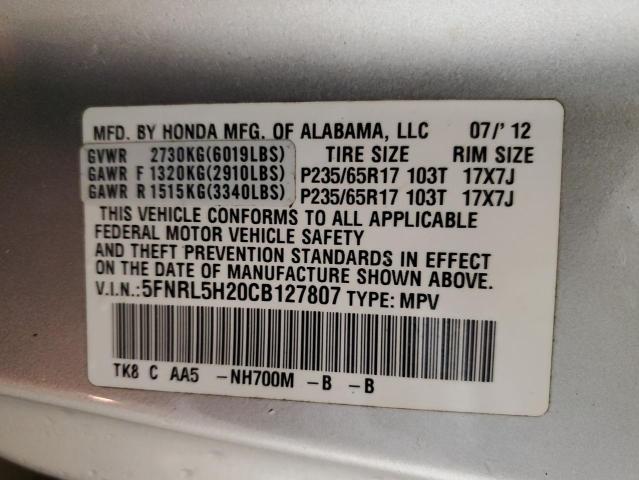 MFD. BY HONDA MFG. OF ALABAMA, LLC 07/'12
GVWR 2730KG(6019LBS) TIRE SIZE RIM SIZE
GAWR F 1320KG(2910LBS) P235/65R17 103T 17X7J
GAWR R 1515KG(3340LBS) P235/65R17 103T 17X7J
THIS VEHICLE CONFORMS TO ALL APPLICABLE
FEDERAL MOTOR VEHICLE SAFETY
AND THEFT PREVENTION STANDARDS IN EFFECT
ON THE DATE OF MANUFACTURE SHOWN ABOVE.
V.I.N.:5FNRL5H20CB127807 TYPE: MPV
TK8 C AA5 -NH700M -B -B